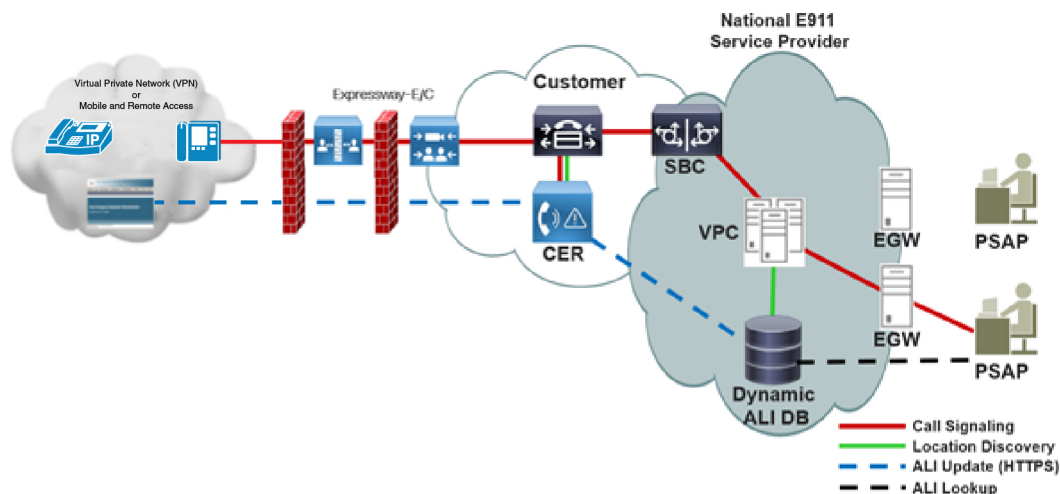 National E911
Service Provider
Virtual Private Network (VPN)
or
Mobile and Remote Access
Expressway-E/C
Customer
IP
SBC
CER
VPC
EGW
PSAP
EGW
PSAP
Dynamic
ALI DB
Call Signaling
Location Discovery
ALI Update (HTTPS)
ALI Lookup